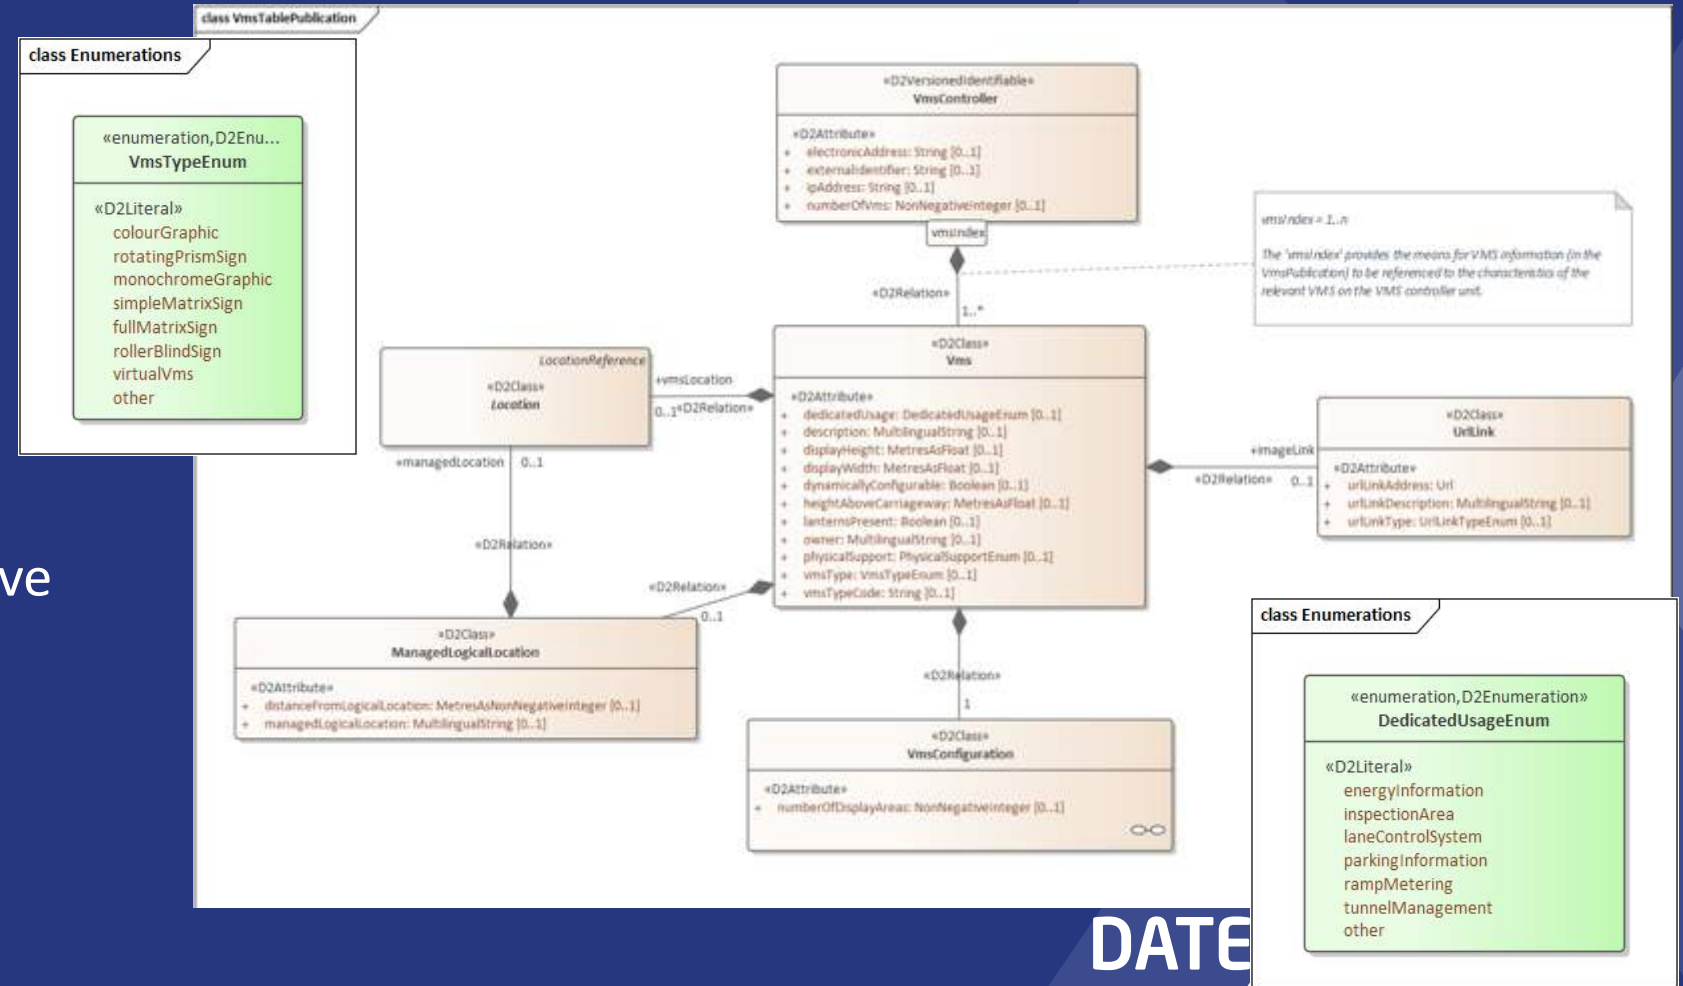 class VmsTablePublication
class Enumerations
«enumeration,D2Enu...
VmsTypeEnum
«D2Literal»
colourGraphic
rotatingPrismSign
monochromeGraphic
simpleMatrixSign
fullMatrixSign
rollerBlindSign
virtualVms
other
«D2VersionedIdentifiable»
VmsController
«D2Attribute»
+ electronicAddress: String [0..1]
+ externalIdentifier: String [0..1]
+ ipAddress: String [0..1]
+ numberOfVms: NonNegativeInteger [0..1]
vmsIndex
«D2Relation»
1..*
vmsIndex = 1..n
The 'vmsIndex' provides the means for VMS information (in the
VmsPublication) to be referenced to the characteristics of the
relevant VMS on the VMS controller unit.
LocationReference
«D2Class»
Location
+vmsLocation
0..1 «D2Relation»
«D2Class»
Vms
«D2Attribute»
+ dedicatedUsage: DedicatedUsageEnum [0..1]
+ description: MultilingualString [0..1]
+ displayHeight: MetresAsFloat [0..1]
+ displayWidth: MetresAsFloat [0..1]
+ dynamicallyConfigurable: Boolean [0..1]
+ heightAboveCarriageway: MetresAsFloat [0..1]
+ lanternsPresent: Boolean [0..1]
+ owner: MultilingualString [0..1]
+ physicalSupport: PhysicalSupportEnum [0..1]
+ vmsType: VmsTypeEnum [0..1]
+ vmsTypeCode: String [0..1]
+imageLink
«D2Relation» 0..1
«D2Class»
UrlLink
«D2Attribute»
+ urlLinkAddress: Url
+ urlLinkDescription: MultilingualString [0..1]
+ urlLinkType: UrlLinkTypeEnum [0..1]
+managedLocation 0..1
«D2Relation»
ve
«D2Relation»
0..1
«D2Class»
ManagedLogicalLocation
«D2Attribute»
+ distanceFromLogicalLocation: MetresAsNonNegativeInteger [0..1]
+ managedLogicalLocation: MultilingualString [0..1]
«D2Relation»
1
«D2Class»
VmsConfiguration
«D2Attribute»
+ numberOfDisplayAreas: NonNegativeInteger [0..1]
class Enumerations
«enumeration,D2Enumeration»
DedicatedUsageEnum
«D2Literal»
energyInformation
inspectionArea
laneControlSystem
parkingInformation
rampMetering
tunnelManagement
other
DATE